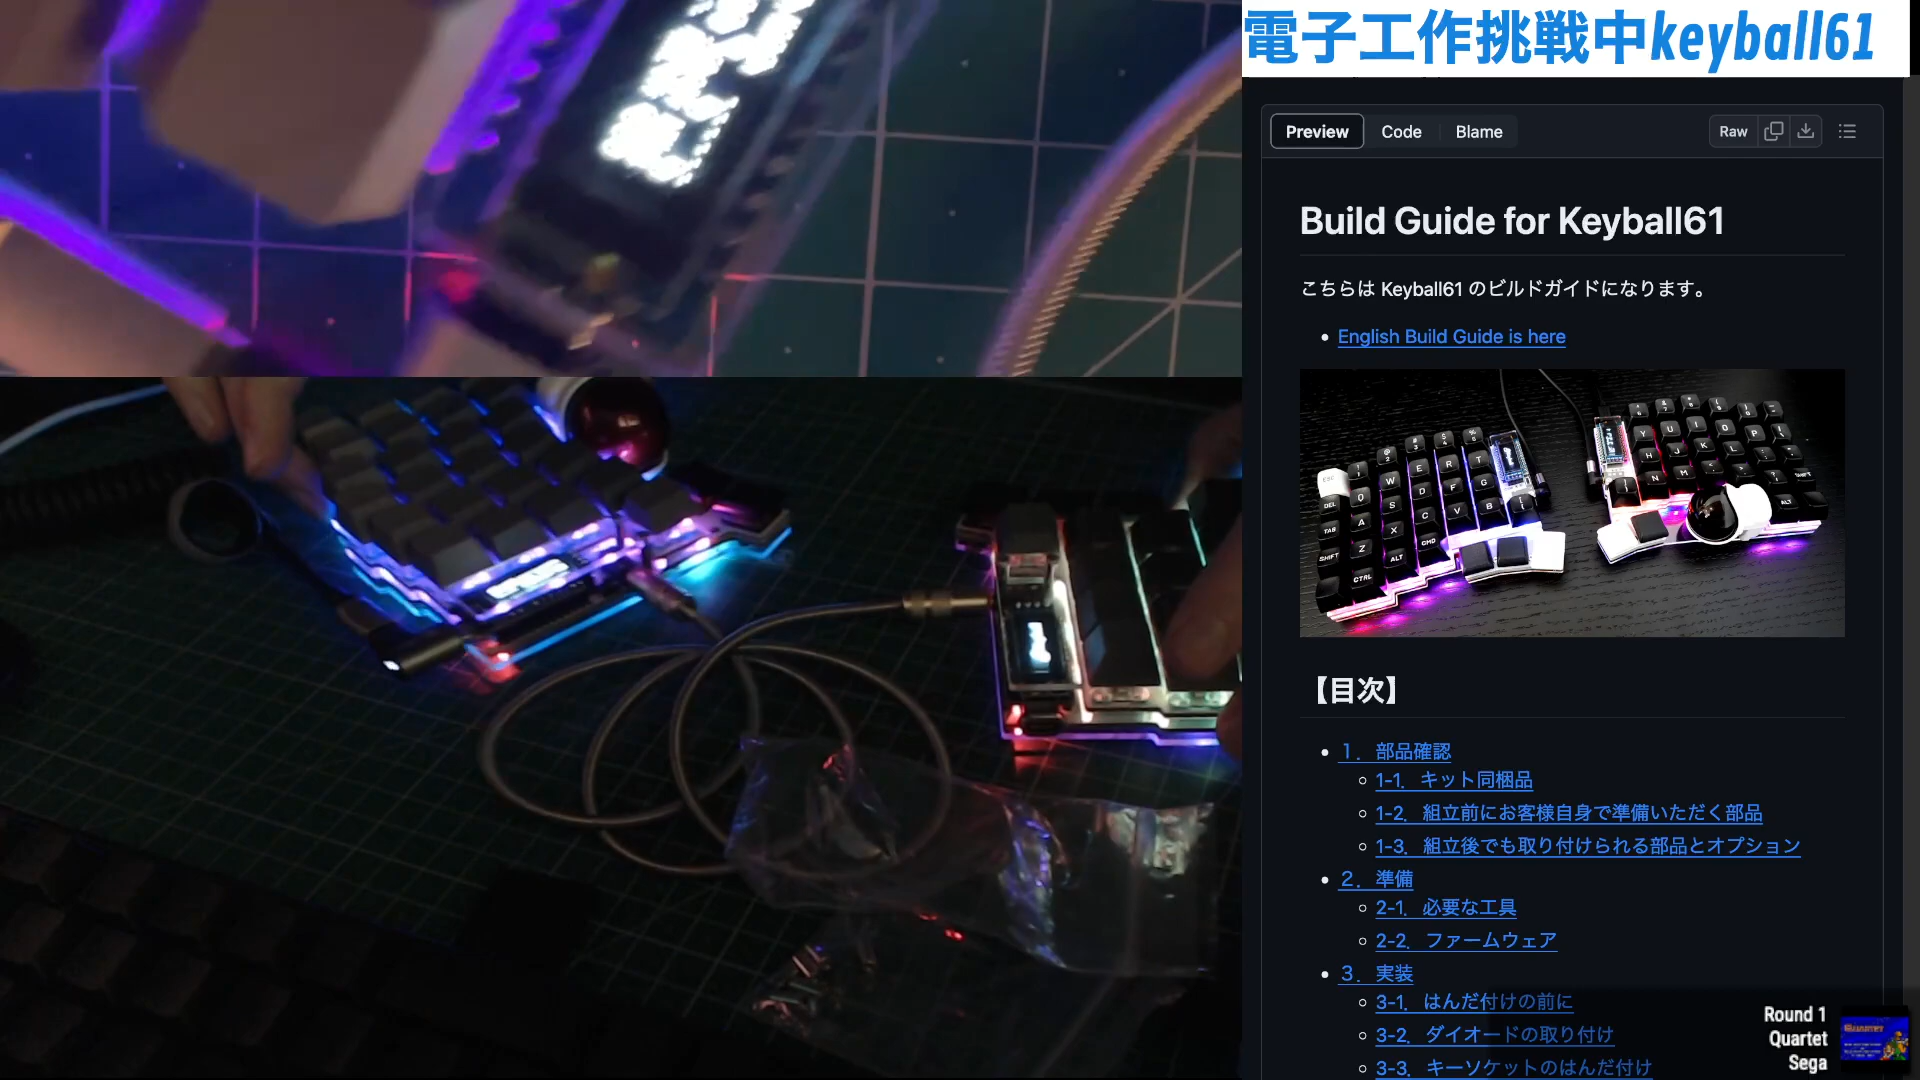 電子工作挑戦中keyball61
Preview
Code
Blame
Raw
Build Guide for Keyball61
こちらは Keyball61 のビルドガイドになります。
English Build Guide is here
【目次】
1. 部品確認
1-1. キット同梱品
1-2. 組立前にお客様自身で準備いただく部品
1-3. 組立後でも取り付けられる部品とオプション
2. 準備
2-1. 必要な工具
2-2. ファームウェア
3. 実装
3-1. はんだ付けの前に
3-2. ダイオードの取り付け
3-3. キーソケットのはんだ付け
Round 1
Quartet
Sega